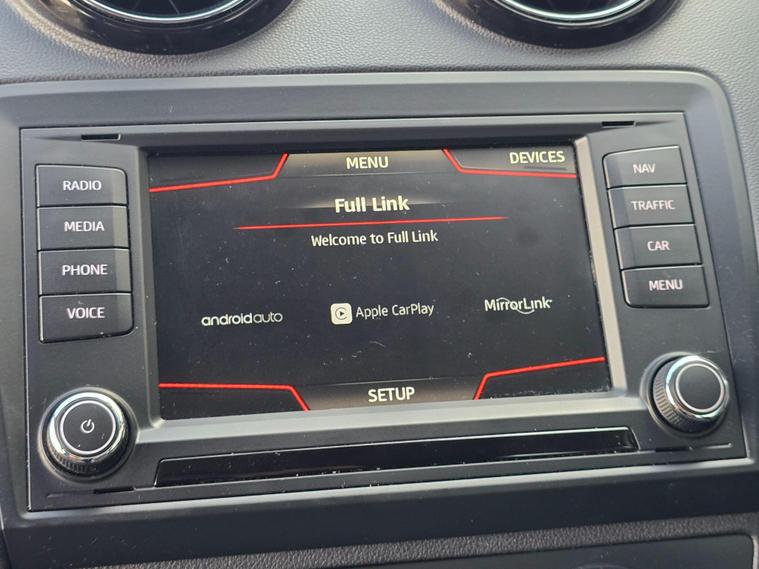 MENU
DEVICES
RADIO
MEDIA
PHONE
VOICE
Full Link
Welcome to Full Link
androidauto
Apple CarPlay
MirrorLink
SETUP
NAV
TRAFFIC
CAR
MENU